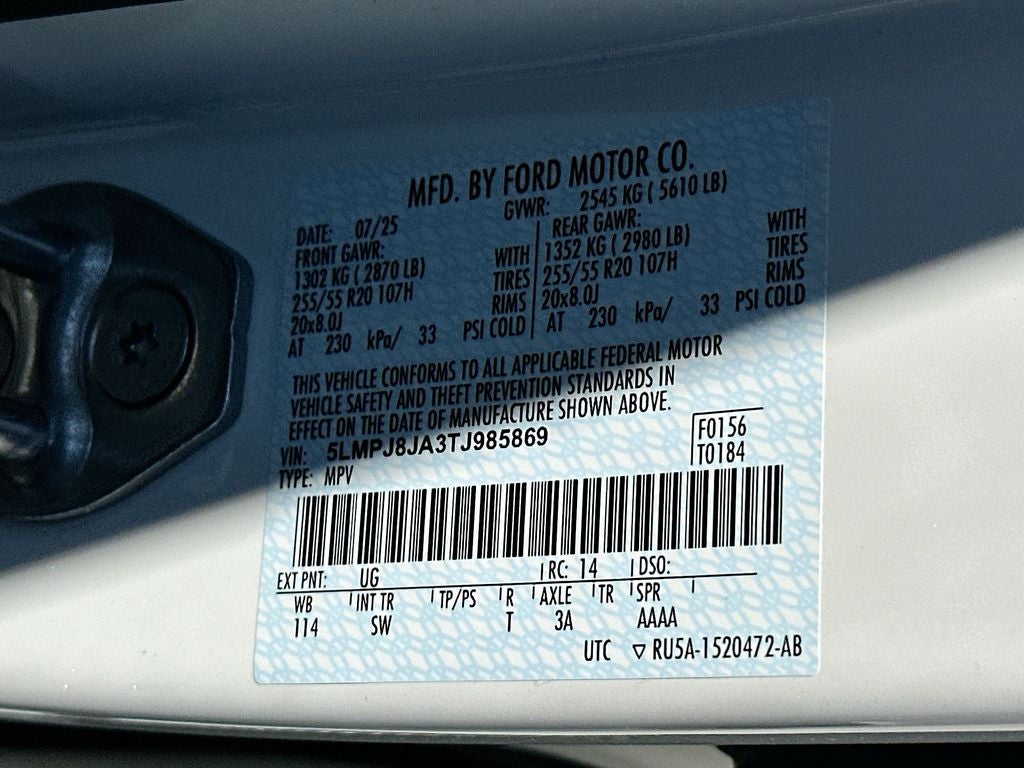 MFD. BY FORD MOTOR CO.
DATE: 07/25 GVWR: 2545 KG ( 5610 LB)
FRONT GAWR: REAR GAWR:
1302 KG ( 2870 LB) WITH 1352 KG ( 2980 LB) WITH
255/55 R20 107H TIRES 255/55 R20 107H TIRES
20x8.0J RIMS 20x8.0J RIMS
AT 230 kPa/ 33 PSI COLD AT 230 kPa/ 33 PSI COLD
THIS VEHICLE CONFORMS TO ALL APPLICABLE FEDERAL MOTOR
VEHICLE SAFETY AND THEFT PREVENTION STANDARDS IN
EFFECT ON THE DATE OF MANUFACTURE SHOWN ABOVE.
VIN: 5LMPJ8JA3TJ985869 F0156
TYPE: MPV T0184
EXT PNT: UG RC: 14 DSO:
WB INT TR TP/PS R AXLE TR SPR
114 SW T 3A AAAA
UTC ▽ RU5A-1520472-AB